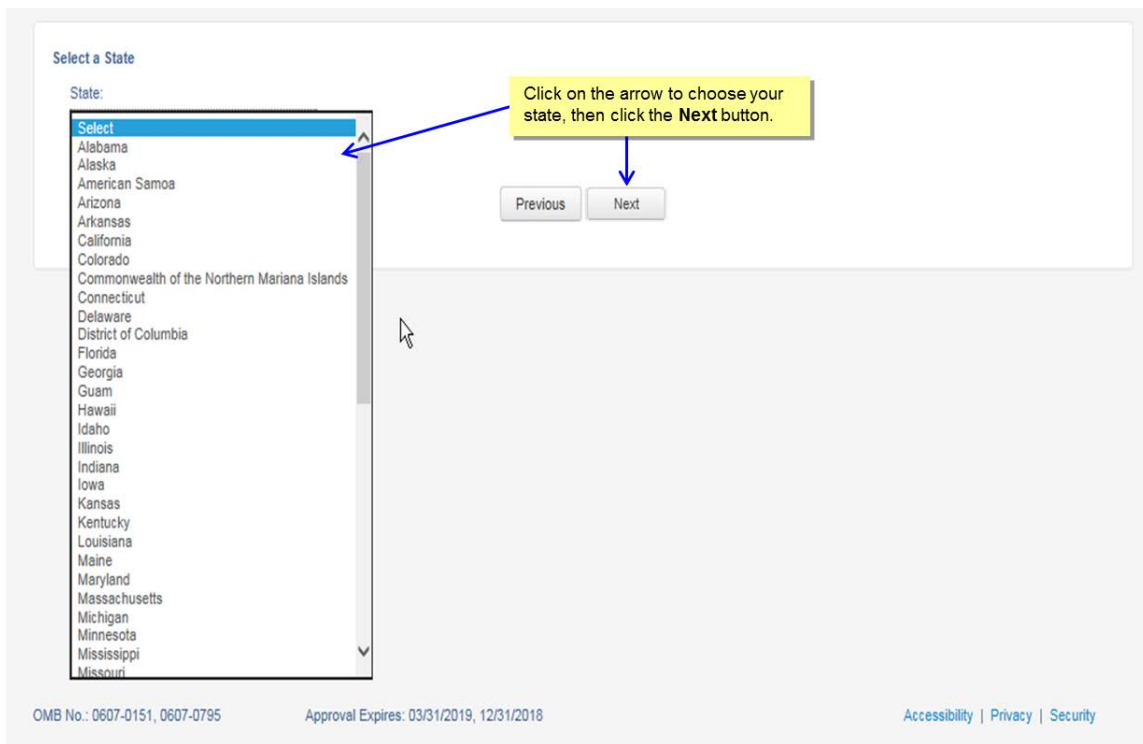 Select a State
State:
Click on the arrow to choose your
state, then click the Next button.
Select
Alabama
Alaska
American Samoa
Arizona
Arkansas
California
Colorado
Commonwealth of the Northern Mariana Islands
Connecticut
Delaware
District of Columbia
Florida
Georgia
Guam
Hawaii
Idaho
Illinois
Indiana
Iowa
Kansas
Kentucky
Louisiana
Maine
Maryland
Massachusetts
Michigan
Minnesota
Mississippi
Missouri
Previous Next
OMB No.: 0607-0151, 0607-0795 Approval Expires: 03/31/2019, 12/31/2018 Accessibility | Privacy | Security